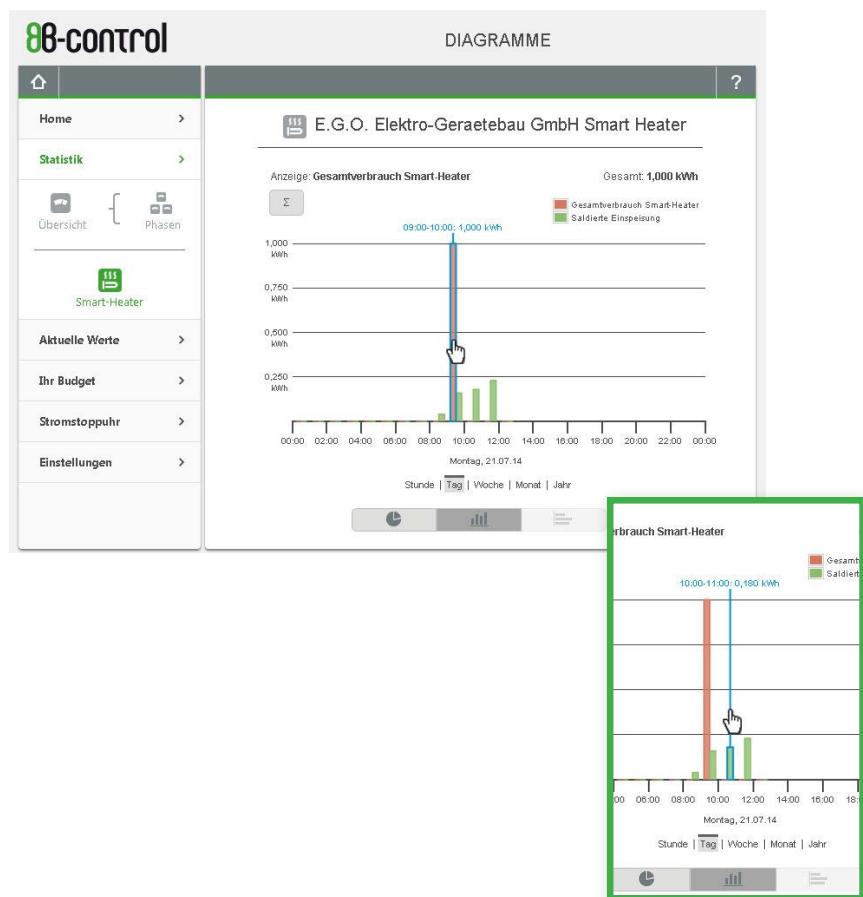 BB-control
DIAGRAMME
?
Home
Statistik
Übersicht
Phasen
Smart-Heater
Aktuelle Werte
Ihr Budget
Stromstoppuhr
Einstellungen
E.G.O. Elektro-Geraetebau GmbH Smart Heater
Anzeige: Gesamtverbrauch Smart-Heater
Gesamt: 1,000 kWh
Σ
Gesamtverbrauch Smart-Heater
Saldierte Einspeisung
09:00-10:00: 1,000 kWh
1,000
kWh
0,750
kWh
0,500
kWh
0,250
kWh
00:00 02:00 04:00 06:00 08:00 10:00 12:00 14:00 16:00 18:00 20:00 22:00 00:00
Montag, 21.07.14
Stunde | Tag | Woche | Monat | Jahr
erbrauch Smart-Heater
Gesamt
Saldiert
10:00-11:00: 0,180 kWh
00 06:00 08:00 10:00 12:00 14:00 16:00 18:
Montag, 21.07.14
Stunde | Tag | Woche | Monat | Jahr